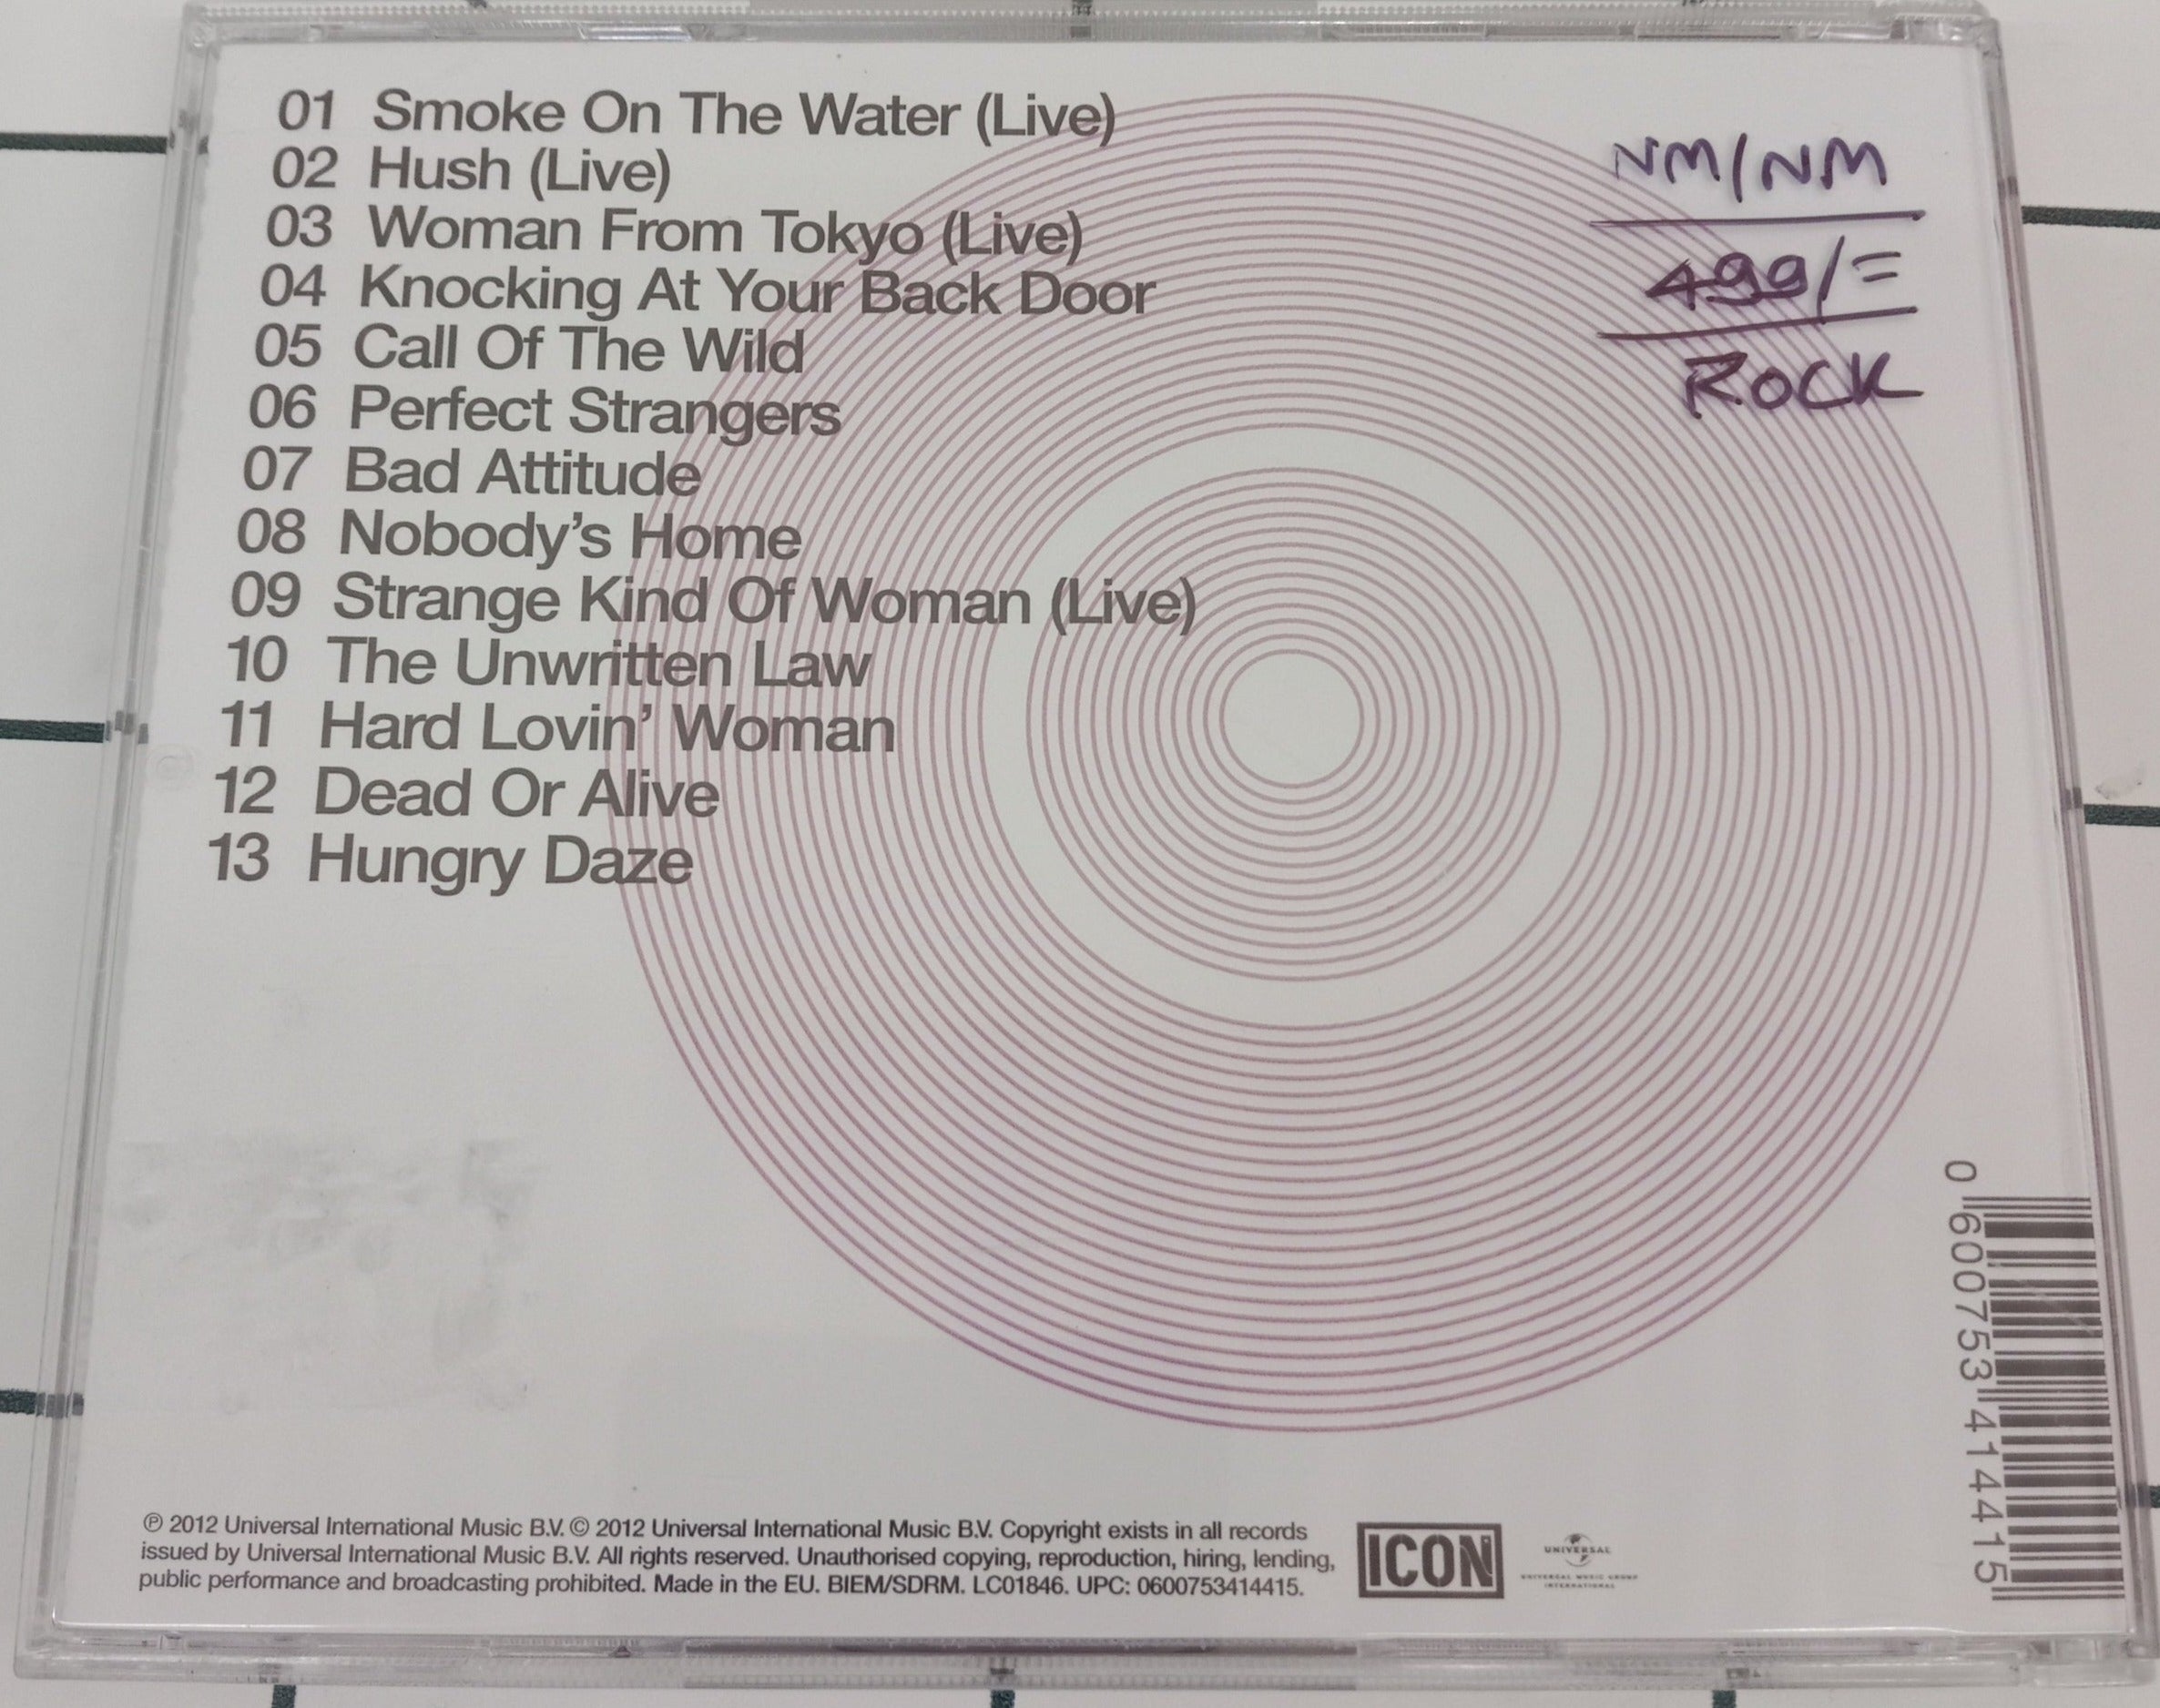 01 Smoke On The Water (Live)
02 Hush (Live)
03 Woman From Tokyo (Live)
04 Knocking At Your Back Door
05 Call Of The Wild
06 Perfect Strangers
07 Bad Attitude
08 Nobody's Home
09 Strange Kind Of Woman (Live)
10 The Unwritten Law
11 Hard Lovin' Woman
12 Dead Or Alive
13 Hungry Daze
NM/NM
499/=
ROCK
0 600753 414415
℗ 2012 Universal International Music B.V. © 2012 Universal International Music B.V. Copyright exists in all records
issued by Universal International Music B.V. All rights reserved. Unauthorised copying, reproduction, hiring, lending,
public performance and broadcasting prohibited. Made in the EU. BIEM/SDRM. LC01846. UPC: 0600753414415.
ICON
UNIVERSAL
UNIVERSAL MUSIC GROUP
INTERNATIONAL